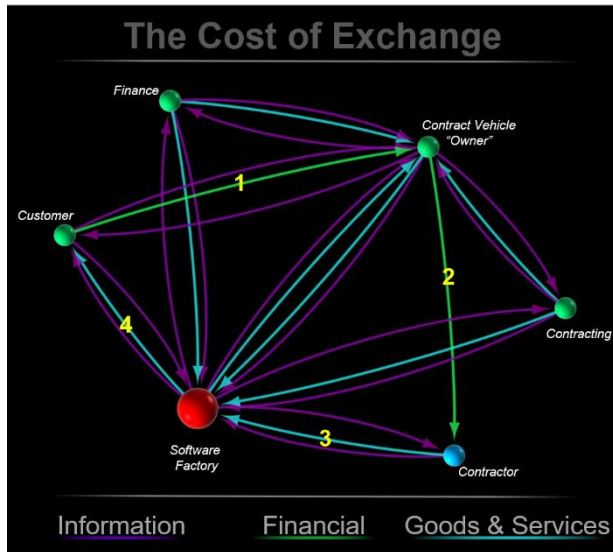 The Cost of Exchange
Finance
Contract Vehicle
"Owner"
1
Customer
2
4
Contracting
3
Software
Factory
Contractor
Information
Financial
Goods & Services